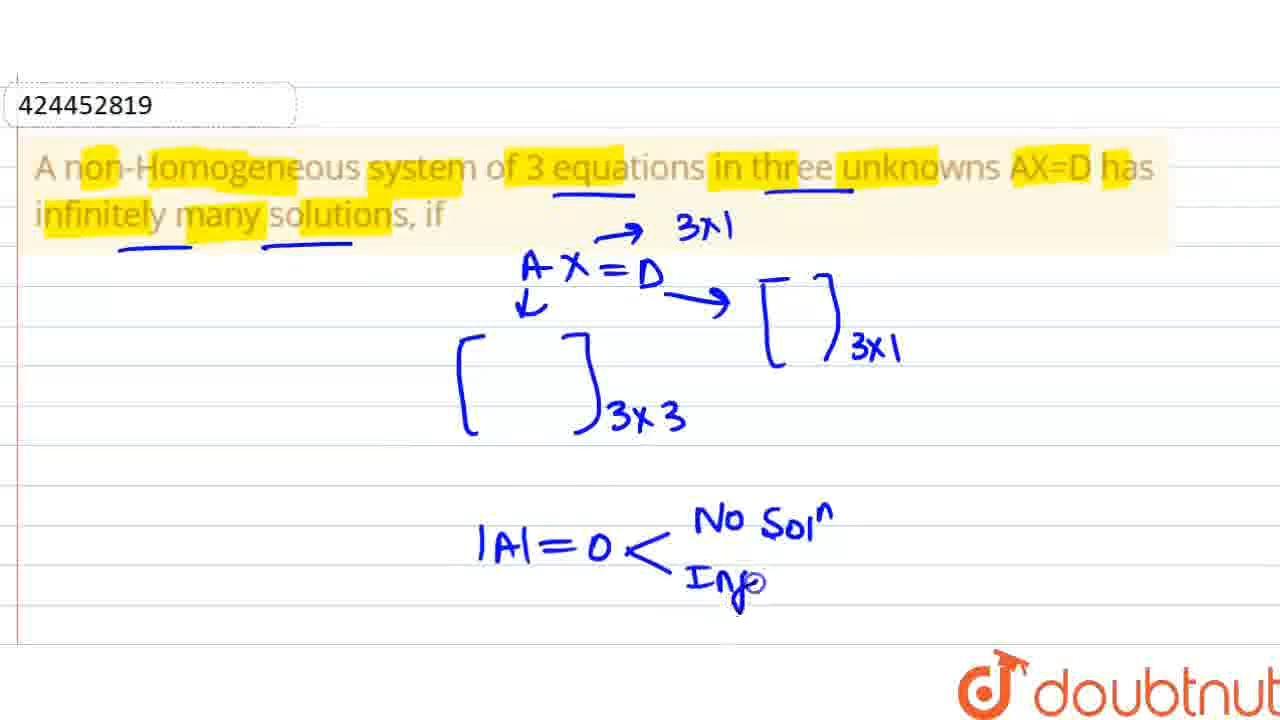 424452819
A non-Homogeneous system of 3 equations in three unknowns AX=D has
infinitely many solutions, if
3x1
A X = D
[ ] 3x1
[ ] 3x3
|A| = 0 < No Solⁿ
Inf
doubtnut